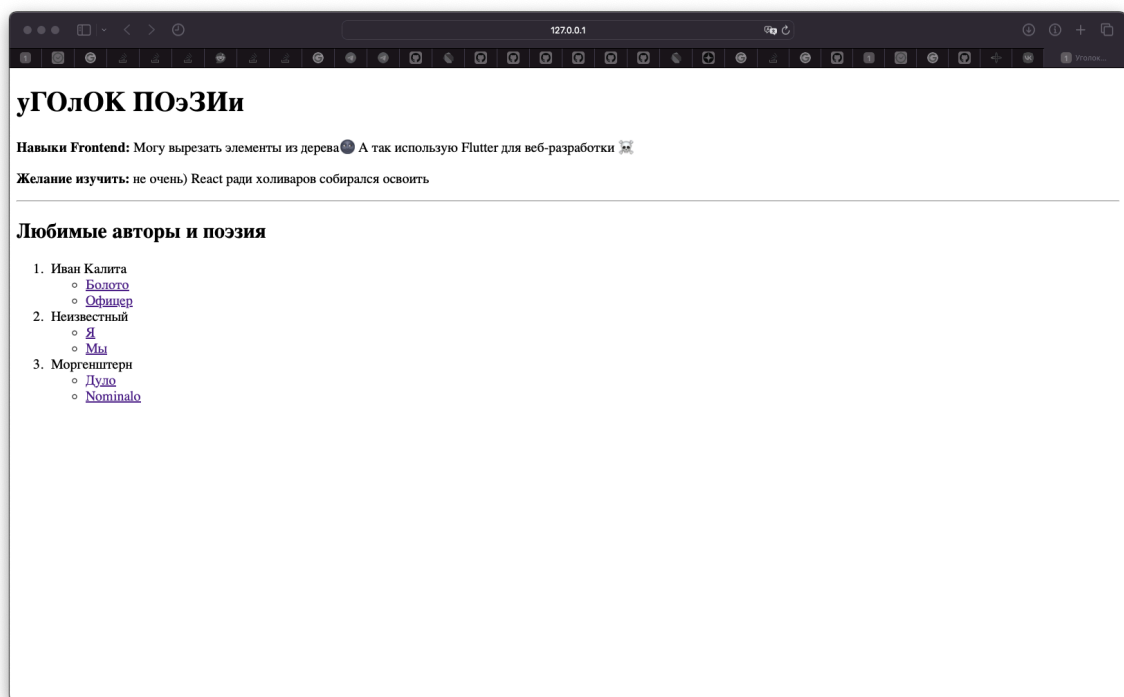 127.0.0.1
1 Уголок...
уГОлОК ПОэЗИи
Навыки Frontend: Могу вырезать элементы из дерева🌚 А так использую Flutter для веб-разработки ☠️
Желание изучить: не очень) React ради холиваров собирался освоить
Любимые авторы и поэзия
1. Иван Калита
Болото
Офицер
2. Неизвестный
Я
Мы
3. Моргенштерн
Дуло
Nominalo